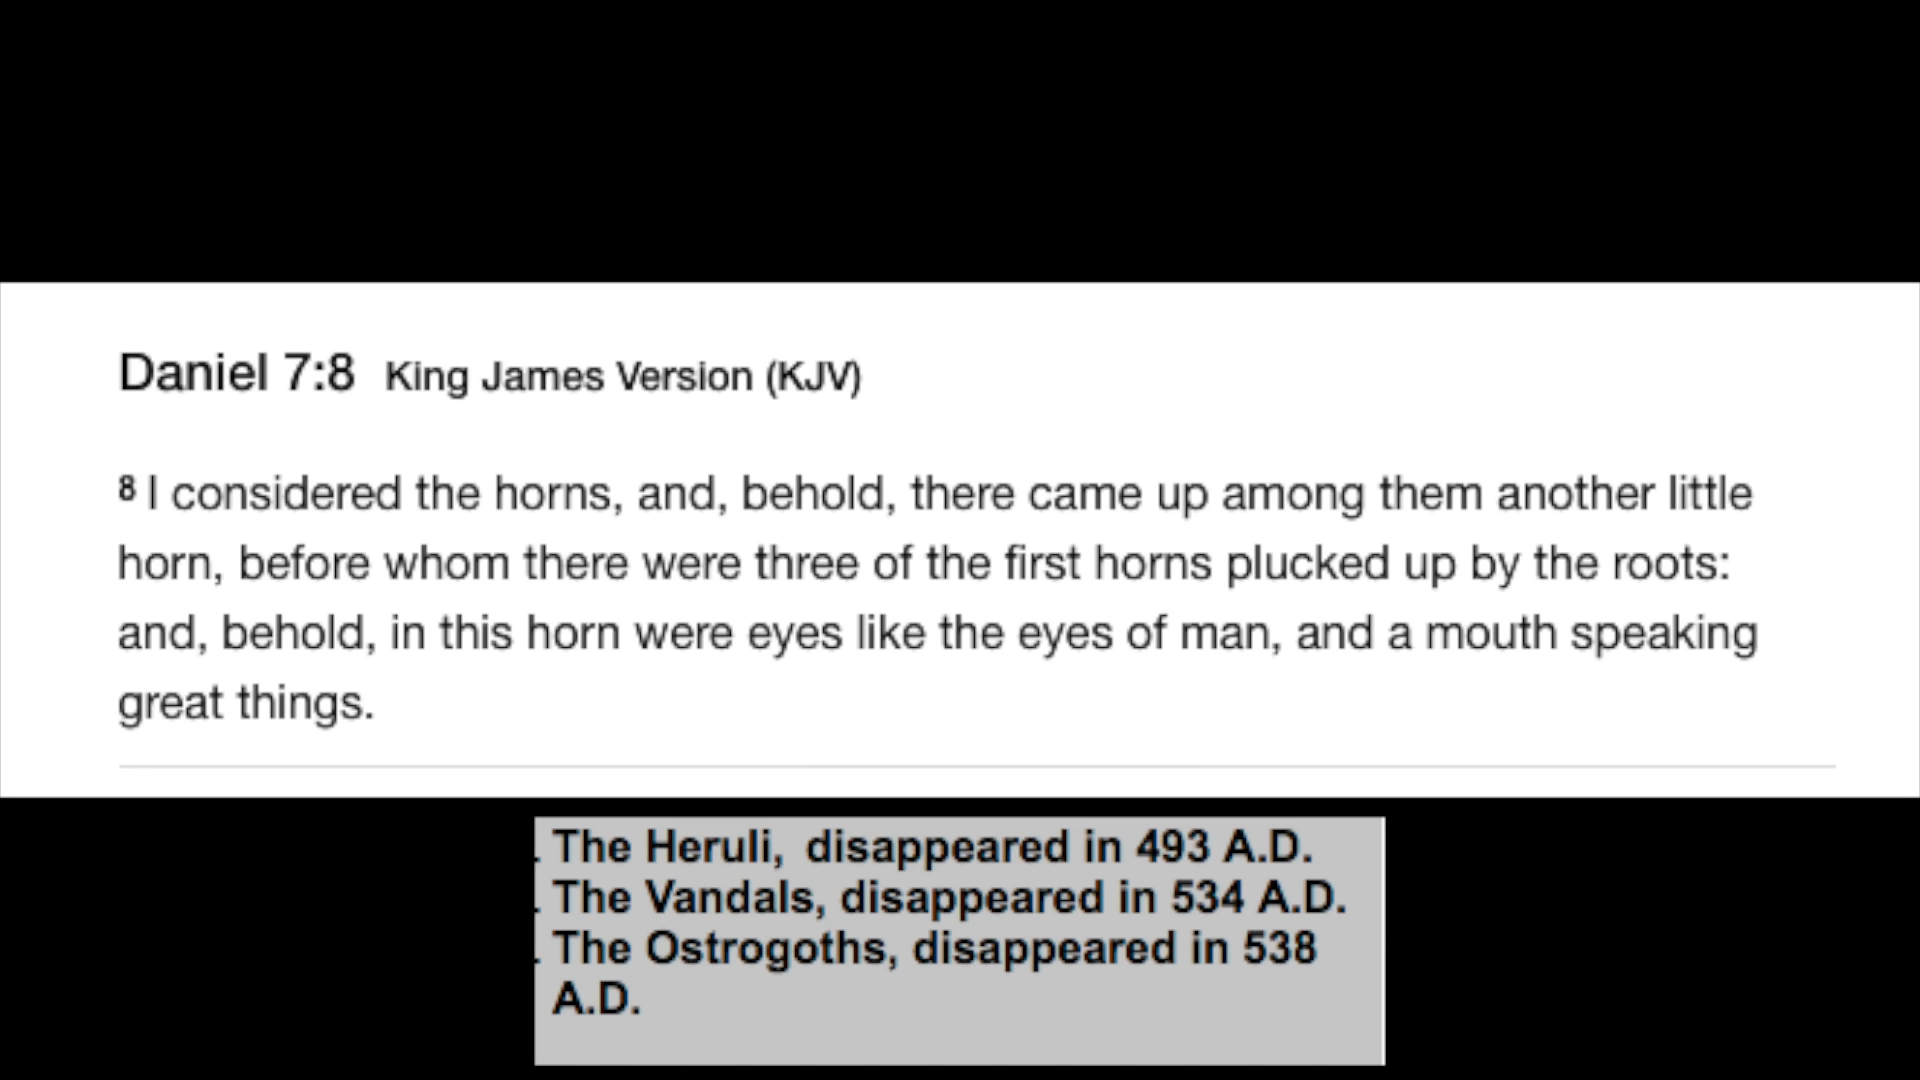 Daniel 7:8 King James Version (KJV)
8 I considered the horns, and, behold, there came up among them another little
horn, before whom there were three of the first horns plucked up by the roots:
and, behold, in this horn were eyes like the eyes of man, and a mouth speaking
great things.
. The Heruli, disappeared in 493 A.D.
. The Vandals, disappeared in 534 A.D.
. The Ostrogoths, disappeared in 538
A.D.